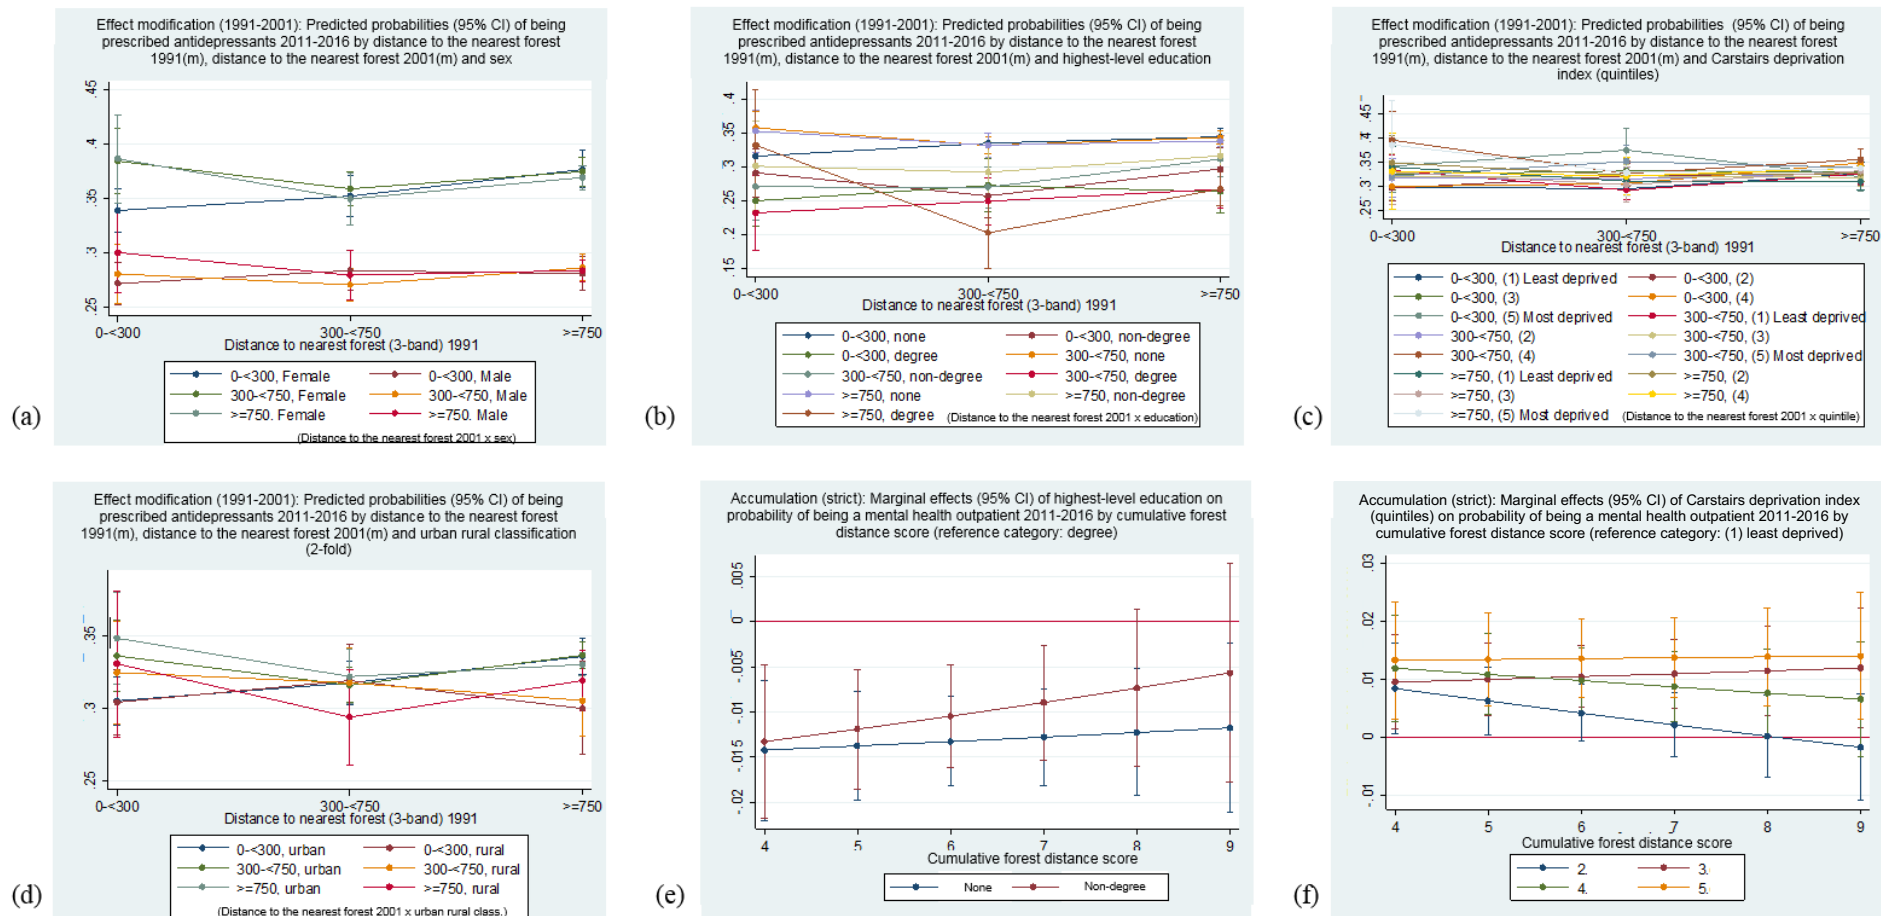 Effect modification (1991-2001): Predicted probabilities (95% CI) of being
prescribed antidepressants 2011-2016 by distance to the nearest forest
1991(m), distance to the nearest forest 2001(m) and sex
.45
.4
.35
.3
.25
0-<300
300-<750
>=750
Distance to nearest forest (3-band) 1991
0-<300, Female
0-<300, Male
300-<750, Female
300-<750, Male
>=750. Female
>=750. Male
(Distance to the nearest forest 2001 x sex)
(a)
Effect modification (1991-2001): Predicted probabilities (95% CI) of being
prescribed antidepressants 2011-2016 by distance to the nearest forest
1991(m), distance to the nearest forest 2001(m) and highest-level education
.4
.35
.3
.25
.2
.15
0-<300
300-<750
>=750
Distance to nearest forest (3-band) 1991
0-<300, none
0-<300, non-degree
0-<300, degree
300-<750, none
300-<750, non-degree
300-<750, degree
>=750, none
>=750, non-degree
>=750, degree
(Distance to the nearest forest 2001 x education)
(b)
Effect modification (1991-2001): Predicted probabilities (95% CI) of being
prescribed antidepressants 2011-2016 by distance to the nearest forest
1991(m), distance to the nearest forest 2001(m) and Carstairs deprivation
index (quintiles)
.45
.4
.35
.3
.25
0-<300
300-<750
>=750
Distance to nearest forest (3-band) 1991
0-<300, (1) Least deprived
0-<300, (2)
0-<300, (3)
0-<300, (4)
0-<300, (5) Most deprived
300-<750, (1) Least deprived
300-<750, (2)
300-<750, (3)
300-<750, (4)
300-<750, (5) Most deprived
>=750, (1) Least deprived
>=750, (2)
>=750, (3)
>=750, (4)
>=750, (5) Most deprived
(Distance to the nearest forest 2001 x quintile)
(c)
Effect modification (1991-2001): Predicted probabilities (95% CI) of being
prescribed antidepressants 2011-2016 by distance to the nearest forest
1991(m), distance to the nearest forest 2001(m) and urban rural classification
(2-fold)
.35
.3
.25
0-<300
300-<750
>=750
Distance to nearest forest (3-band) 1991
0-<300, urban
0-<300, rural
300-<750, urban
300-<750, rural
>=750, urban
>=750, rural
(Distance to the nearest forest 2001 x urban rural class.)
(d)
Accumulation (strict): Marginal effects (95% CI) of highest-level education on
probability of being a mental health outpatient 2011-2016 by cumulative forest
distance score (reference category: degree)
.005
0
-.005
-.01
-.015
-.02
4
5
6
7
8
9
Cumulative forest distance score
None
Non-degree
(e)
Accumulation (strict): Marginal effects (95% CI) of Carstairs deprivation index
(quintiles) on probability of being a mental health outpatient 2011-2016 by
cumulative forest distance score (reference category: (1) least deprived)
.03
.02
.01
0
-.01
4
5
6
7
8
9
Cumulative forest distance score
2.
3.
4.
5.
(f)